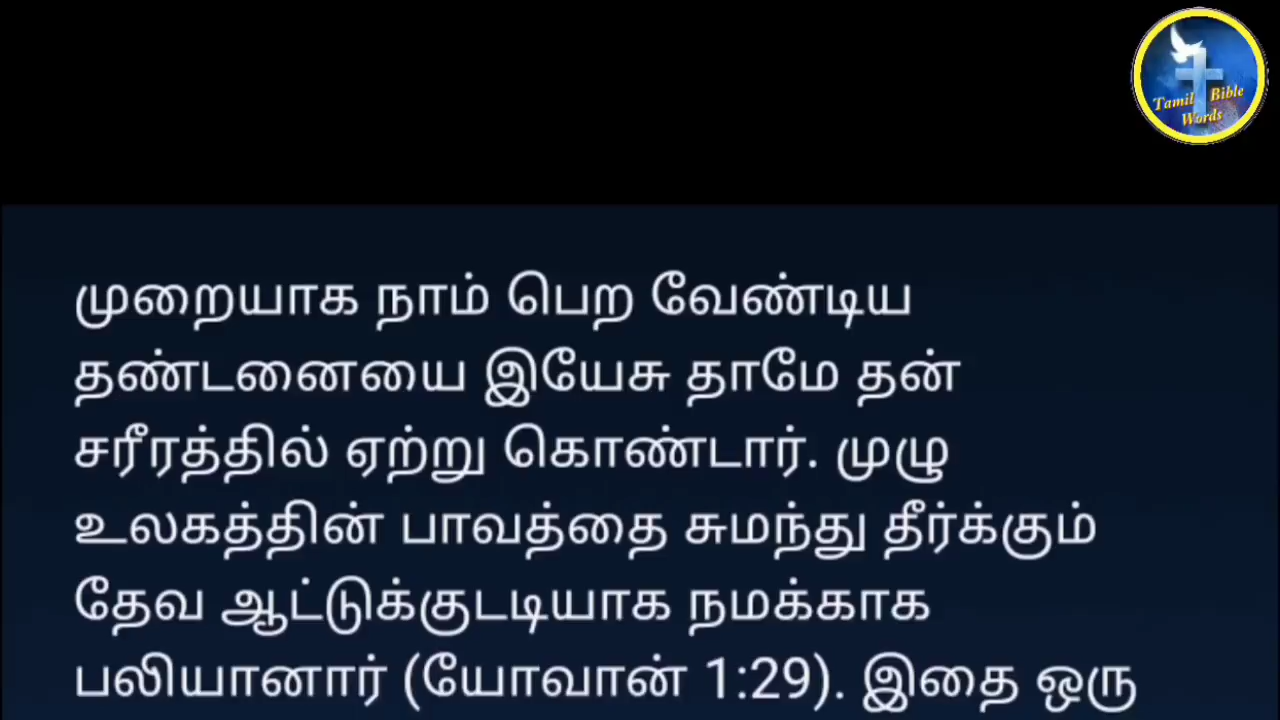 Tamil Bible
Words
முறையாக நாம் பெற வேண்டிய
தண்டனையை இயேசு தாமே தன்
சரீரத்தில் ஏற்று கொண்டார். முழு
உலகத்தின் பாவத்தை சுமந்து தீர்க்கும்
தேவ ஆட்டுக்குடடியாக நமக்காக
பலியானார் (யோவான் 1:29). இதை ஒரு